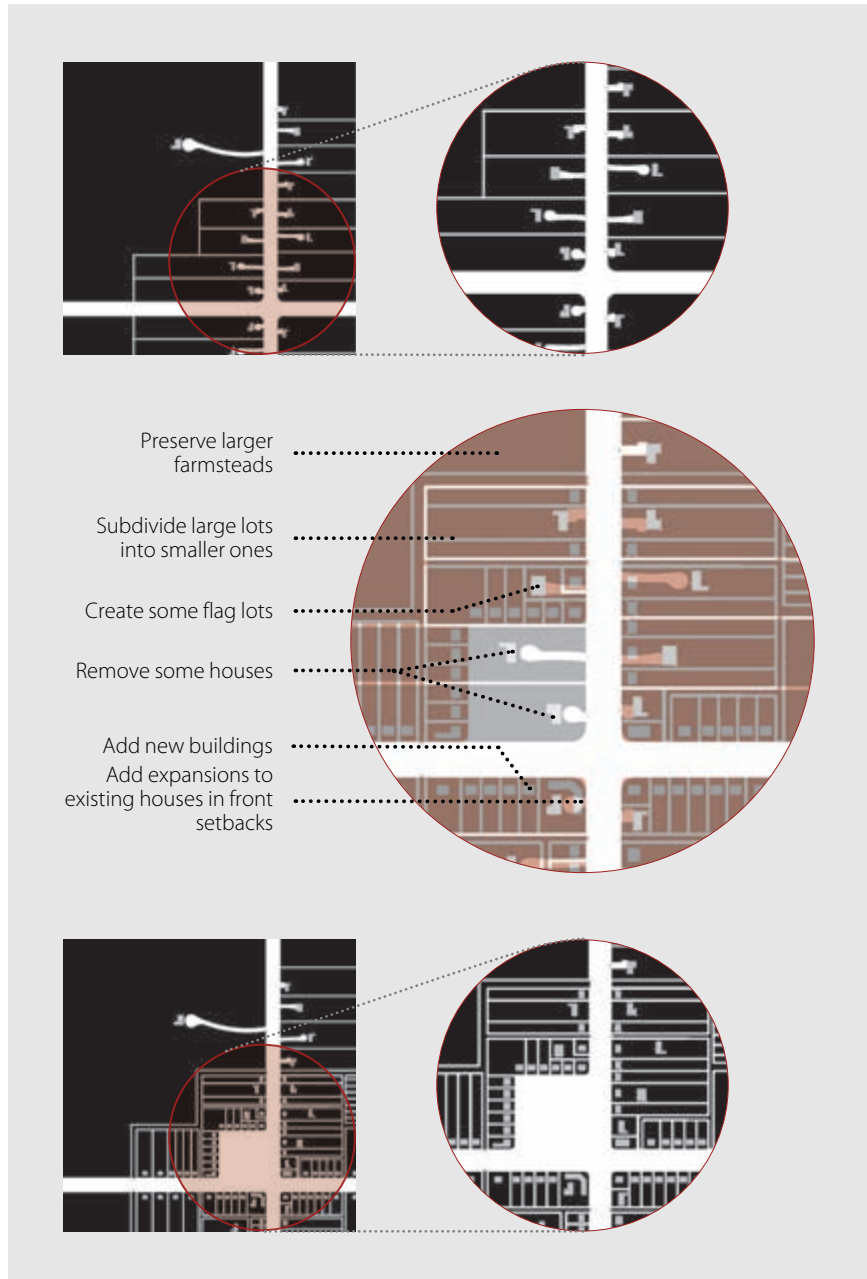 Preserve larger
farmsteads
Subdivide large lots
into smaller ones
Create some flag lots
Remove some houses
Add new buildings
Add expansions to
existing houses in front
setbacks